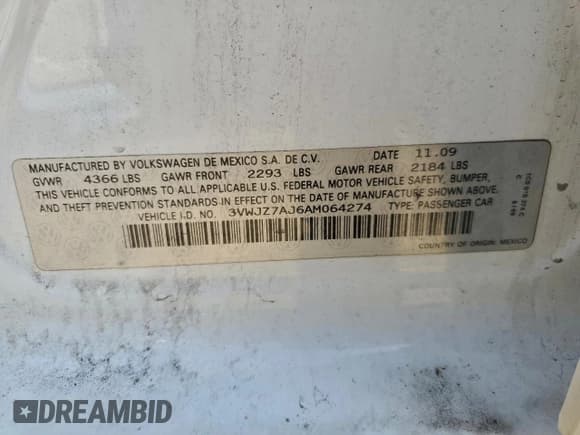 MANUFACTURED BY VOLKSWAGEN DE MEXICO S.A. DE C.V. DATE 11.09
GVWR 4366 LBS GAWR FRONT 2293 LBS GAWR REAR 2184 LBS
THIS VEHICLE CONFORMS TO ALL APPLICABLE U.S. FEDERAL MOTOR VEHICLE SAFETY, BUMPER,
AND THEFT PREVENTION STANDARDS IN EFFECT ON THE DATE OF MANUFACTURE SHOWN ABOVE.
VEHICLE I.D. NO. 3VWJZ7AJ6AM064274 TYPE: PASSENGER CAR
COUNTRY OF ORIGIN: MEXICO
DREAMBID